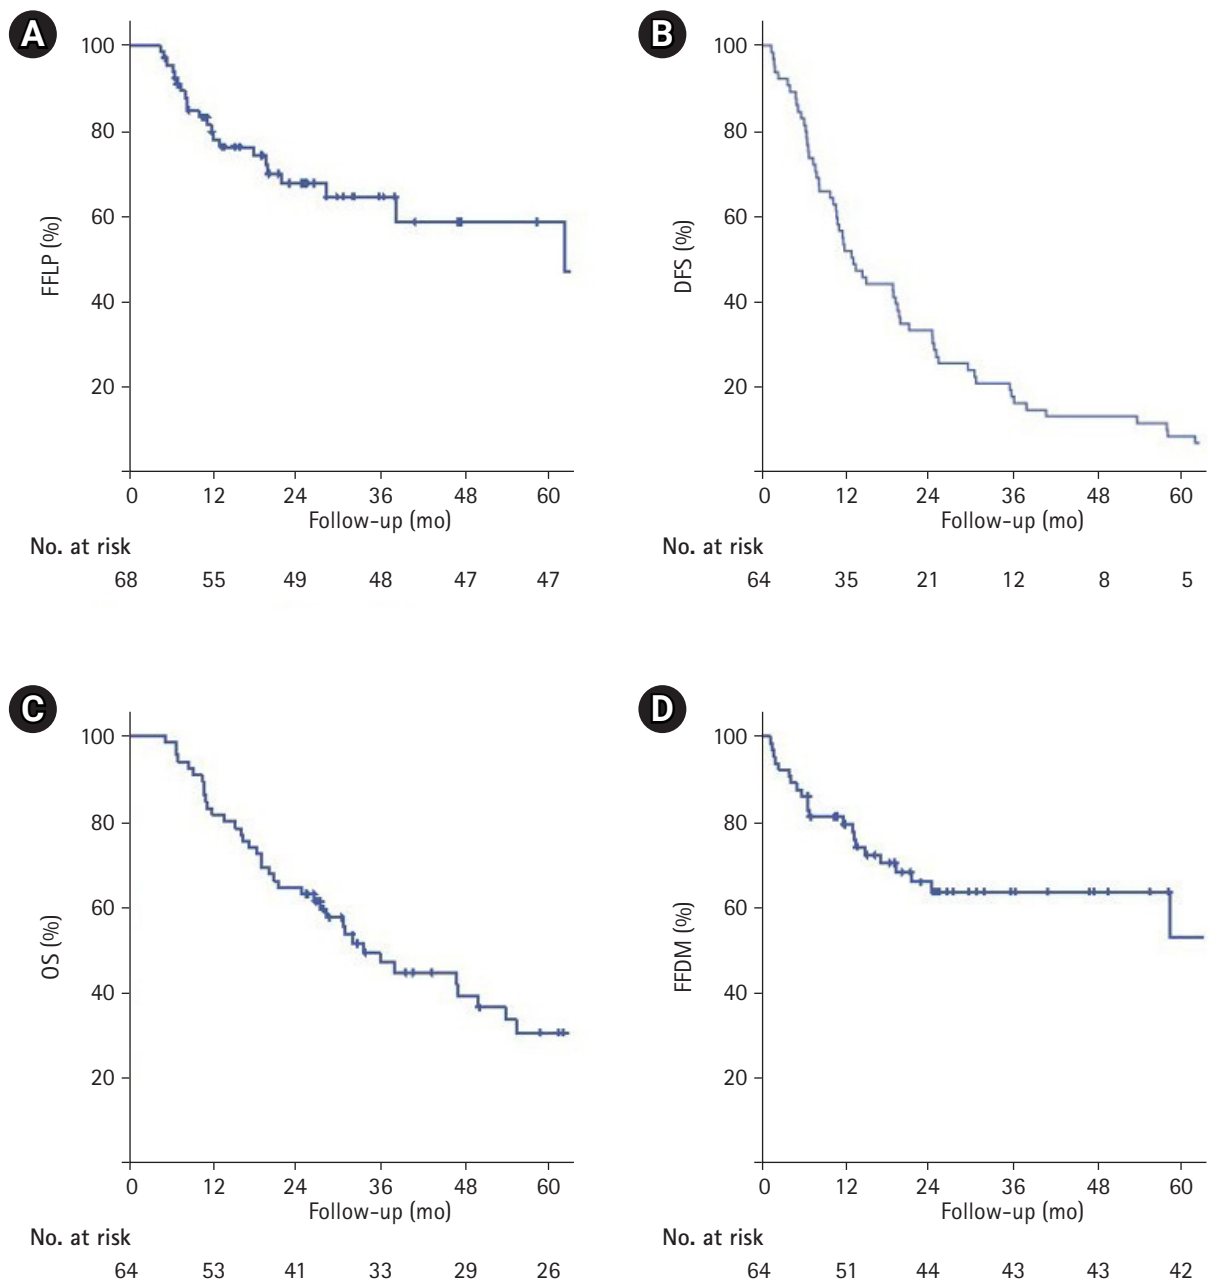 A
100
80
60
40
20
FFLP (%)
0 12 24 36 48 60
Follow-up (mo)
No. at risk
68 55 49 48 47 47
B
100
80
60
40
20
DFS (%)
0 12 24 36 48 60
Follow-up (mo)
No. at risk
64 35 21 12 8 5
C
100
80
60
40
20
OS (%)
0 12 24 36 48 60
Follow-up (mo)
No. at risk
64 53 41 33 29 26
D
100
80
60
40
20
FFDM (%)
0 12 24 36 48 60
Follow-up (mo)
No. at risk
64 51 44 43 43 42